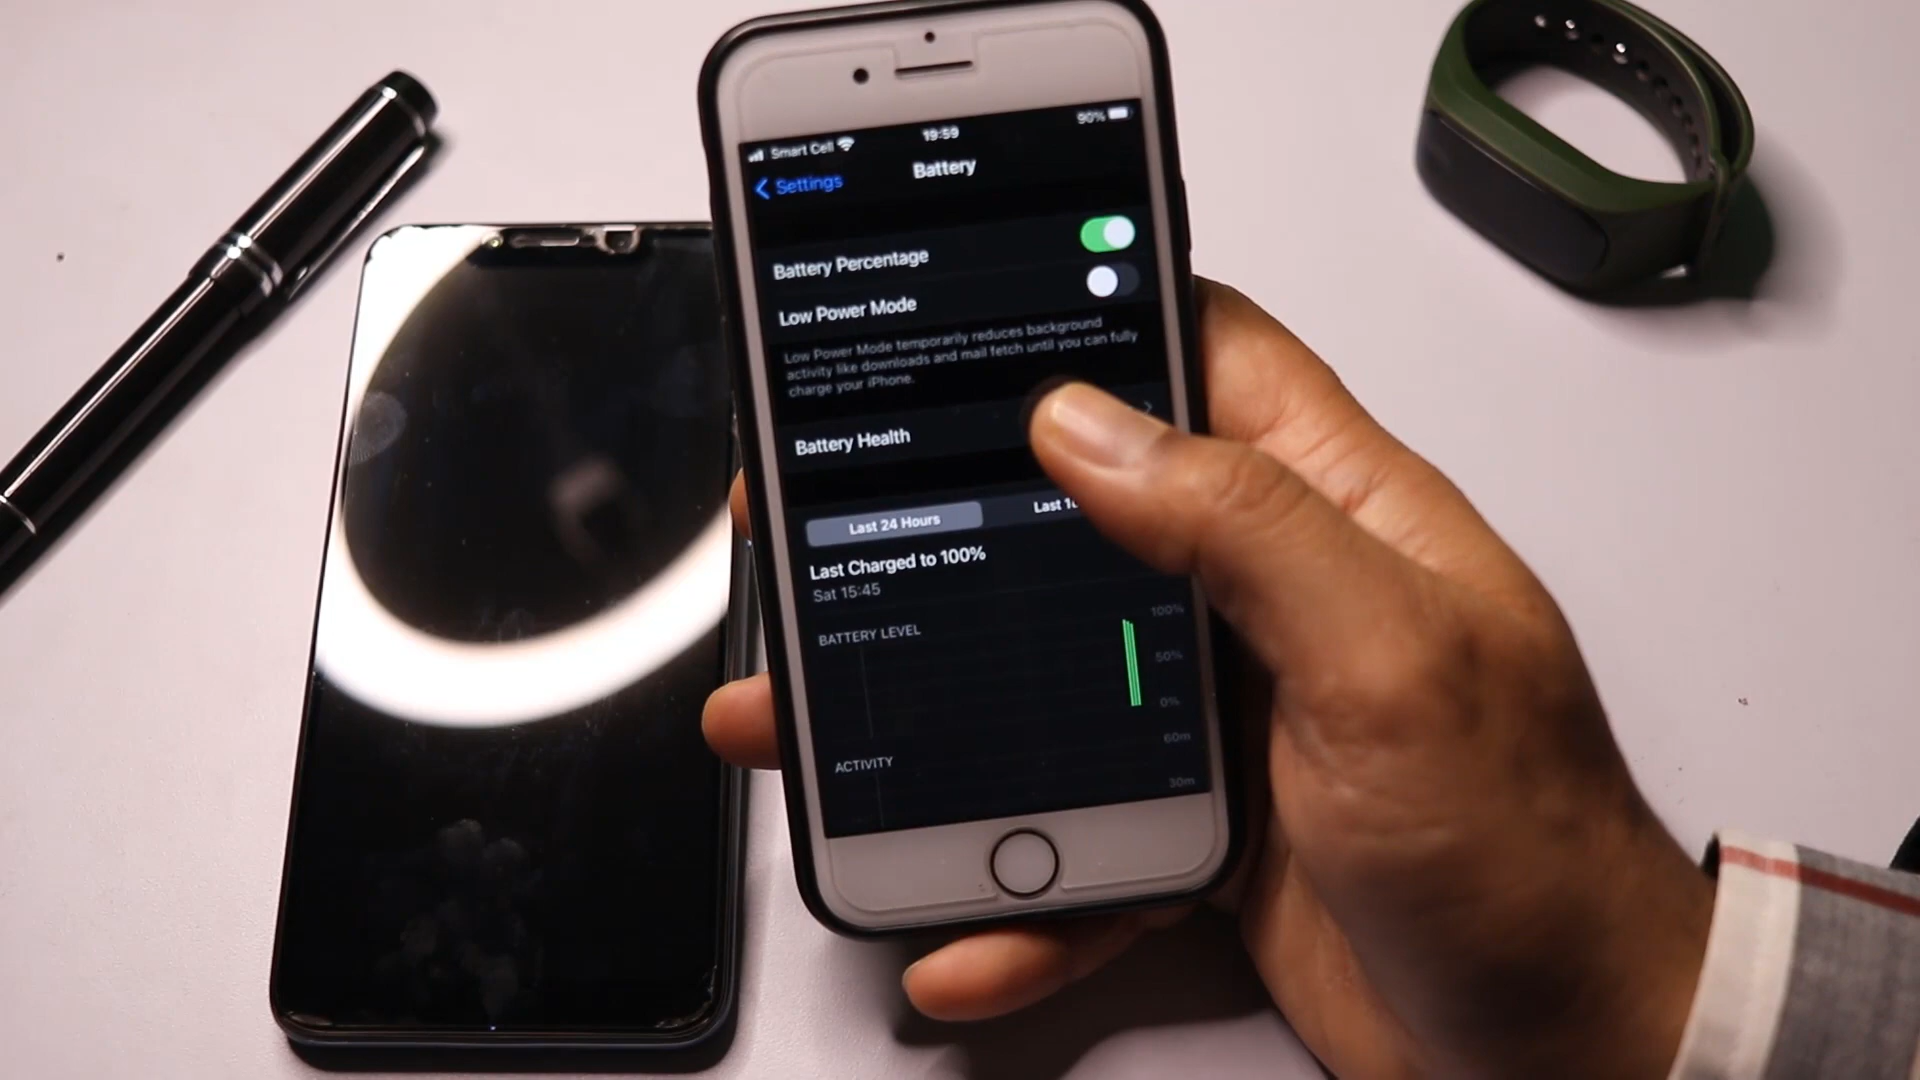 Smart Cell 19:59 90%
Settings Battery
Battery Percentage
Low Power Mode
Low Power Mode temporarily reduces background
activity like downloads and mail fetch until you can fully
charge your iPhone.
Battery Health
Last 24 Hours Last
Last Charged to 100%
Sat 15:45
BATTERY LEVEL
100%
50%
0%
60m
ACTIVITY
30m